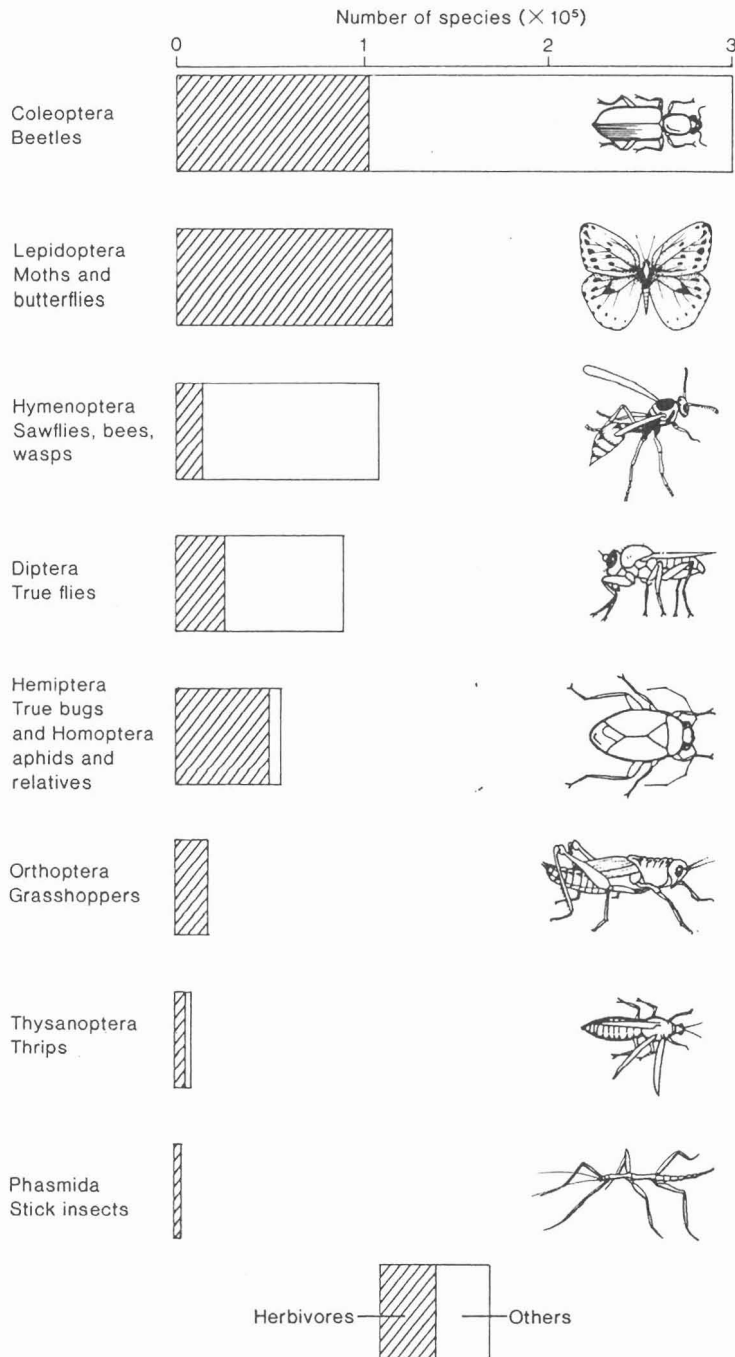 Number of species (× 10⁵)
0 1 2 3
Coleoptera
Beetles
Lepidoptera
Moths and
butterflies
Hymenoptera
Sawflies, bees,
wasps
Diptera
True flies
Hemiptera
True bugs
and Homoptera
aphids and
relatives
Orthoptera
Grasshoppers
Thysanoptera
Thrips
Phasmida
Stick insects
Herbivores Others